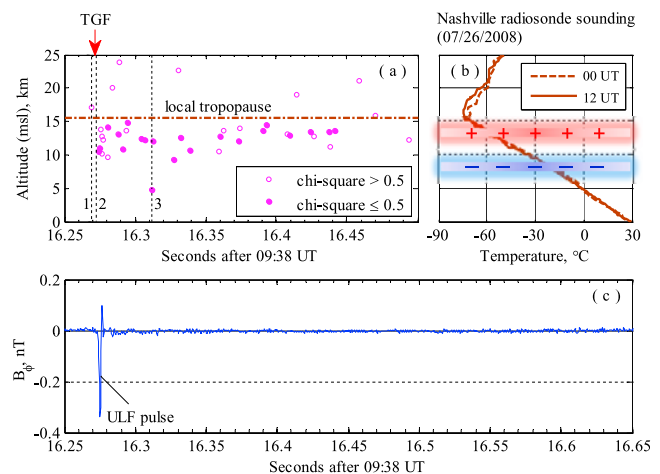 TGF
Nashville radiosonde sounding
(07/26/2008)
25
20
15
10
5
0
Altitude (msl), km
( a )
local tropopause
chi-square > 0.5
chi-square ≤ 0.5
1
2
3
16.25 16.3 16.35 16.4 16.45
Seconds after 09:38 UT
( b )
00 UT
12 UT
+ + + + +
− − − − −
-90 -60 -30 0 30
Temperature, °C
0.2
0
-0.2
-0.4
Bϕ, nT
( c )
ULF pulse
16.25 16.3 16.35 16.4 16.45 16.5 16.55 16.6 16.65
Seconds after 09:38 UT